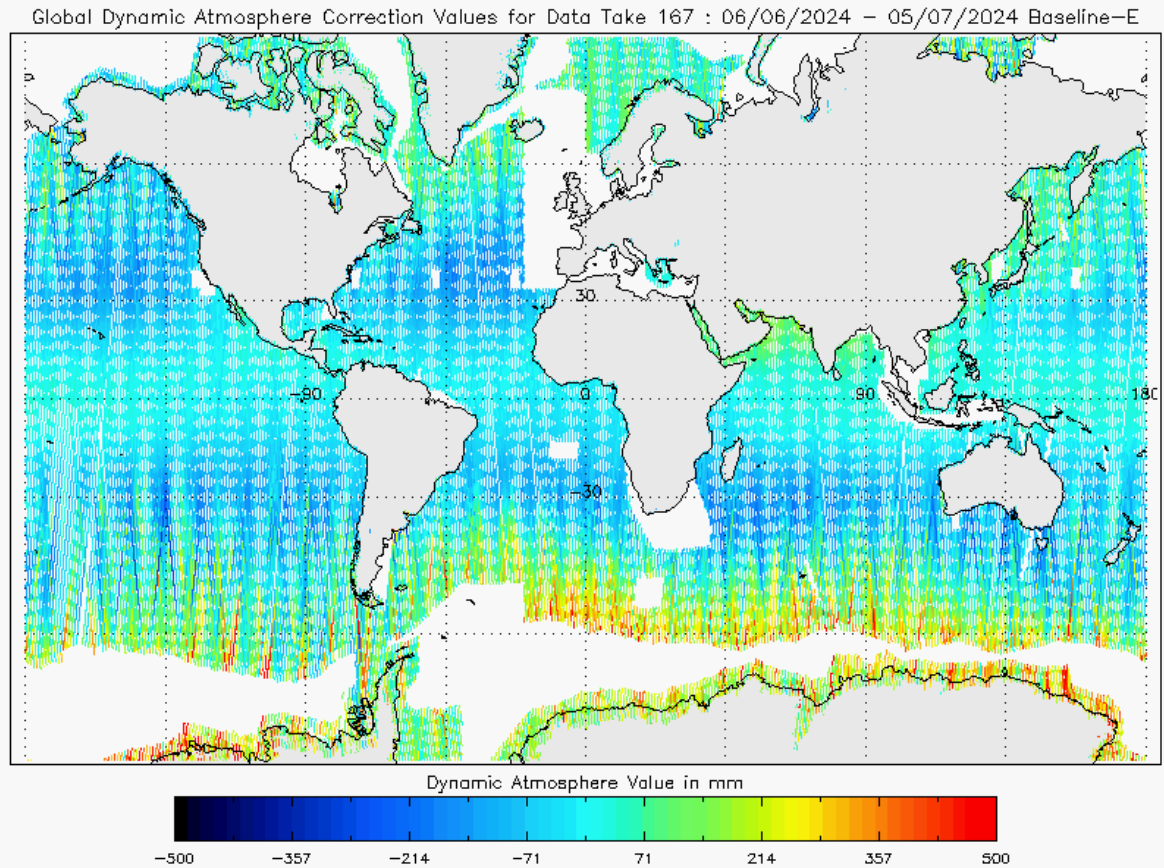 Global Dynamic Atmosphere Correction Values for Data Take 167 : 06/06/2024 − 05/07/2024 Baseline−E
30
−90 0 90 180
−30
Dynamic Atmosphere Value in mm
−500 −357 −214 −71 71 214 357 500